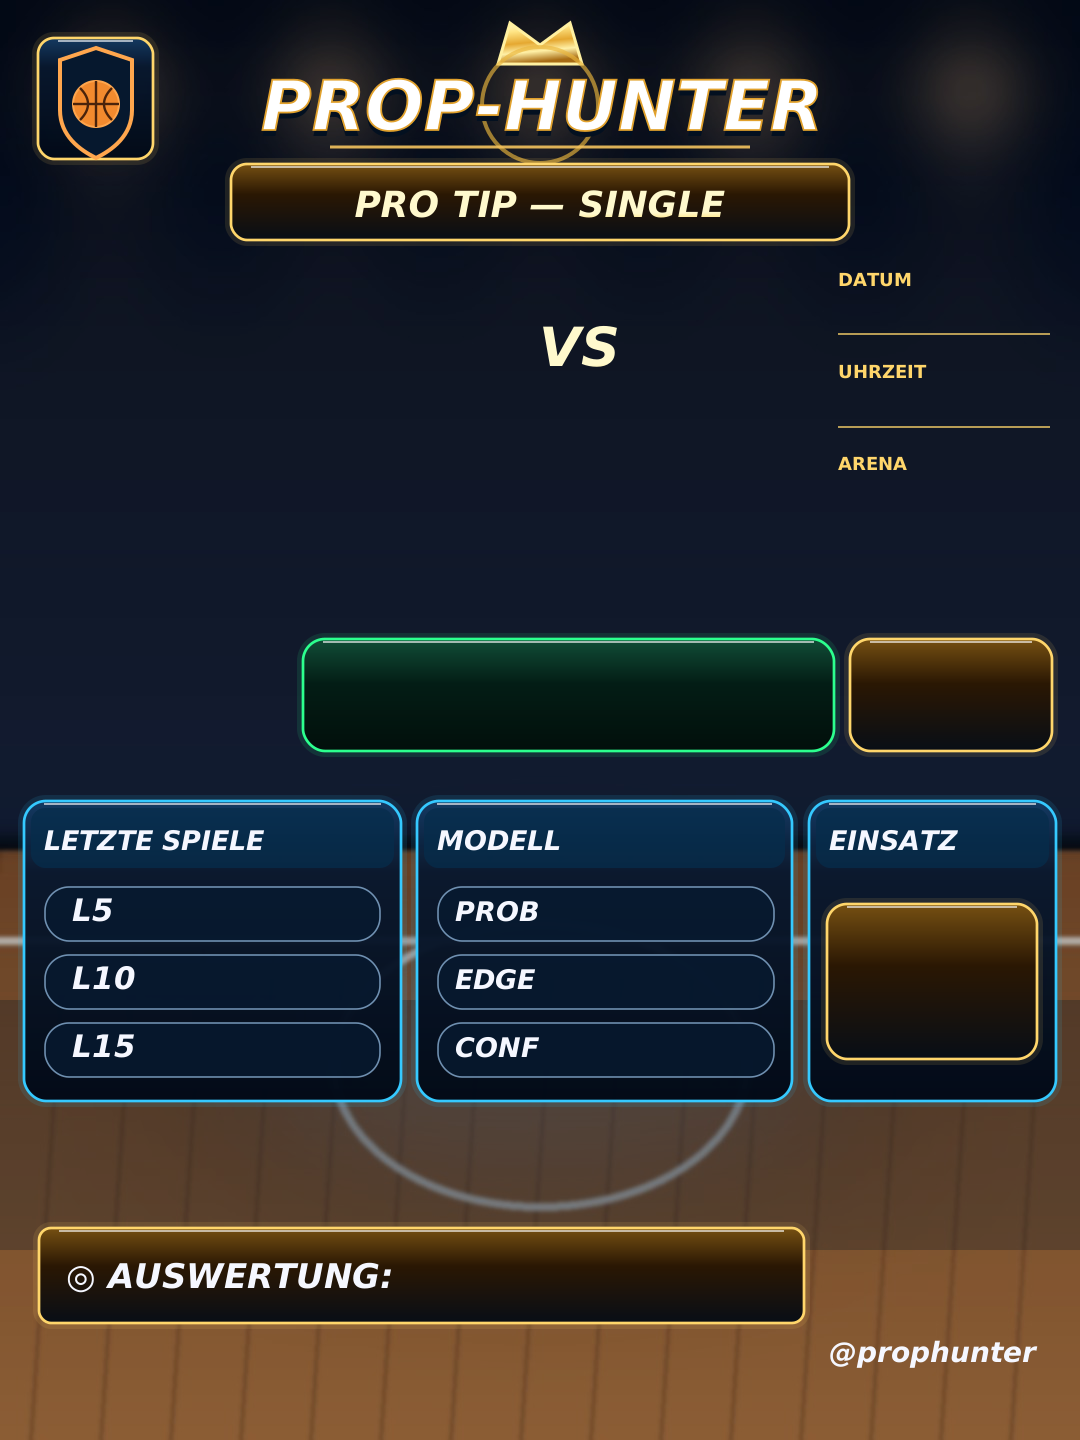 PROP-HUNTER
PRO TIP — SINGLE
VS
DATUM
UHRZEIT
ARENA
LETZTE SPIELE
L5
L10
L15
MODELL
PROB
EDGE
CONF
EINSATZ
◎ AUSWERTUNG:
@prophunter